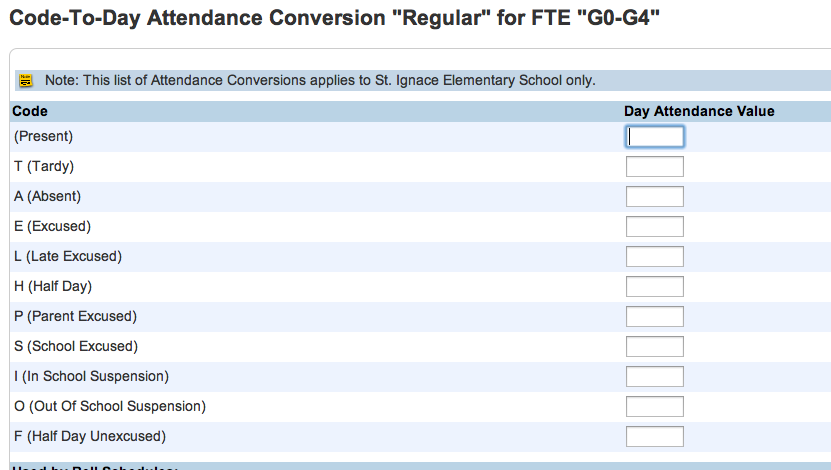 Code-To-Day Attendance Conversion "Regular" for FTE "G0-G4"
Note: This list of Attendance Conversions applies to St. Ignace Elementary School only.
Code Day Attendance Value
(Present)
T (Tardy)
A (Absent)
E (Excused)
L (Late Excused)
H (Half Day)
P (Parent Excused)
S (School Excused)
I (In School Suspension)
O (Out Of School Suspension)
F (Half Day Unexcused)
Used by Bell Schedules: